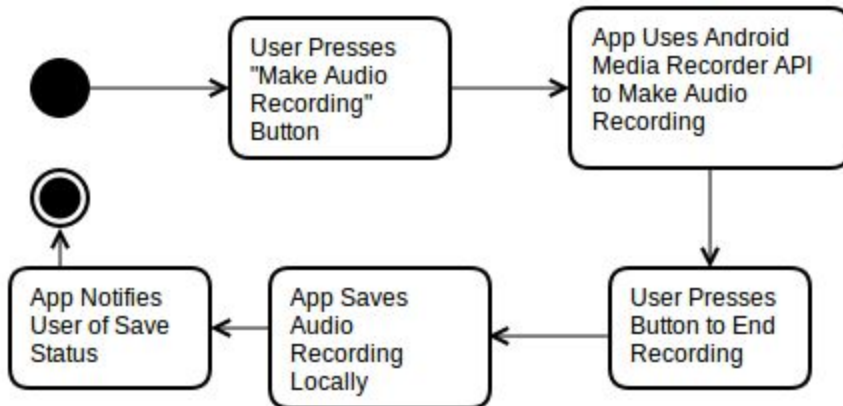 User Presses
"Make Audio
Recording"
Button
App Uses Android
Media Recorder API
to Make Audio
Recording
User Presses
Button to End
Recording
App Saves
Audio
Recording
Locally
App Notifies
User of Save
Status